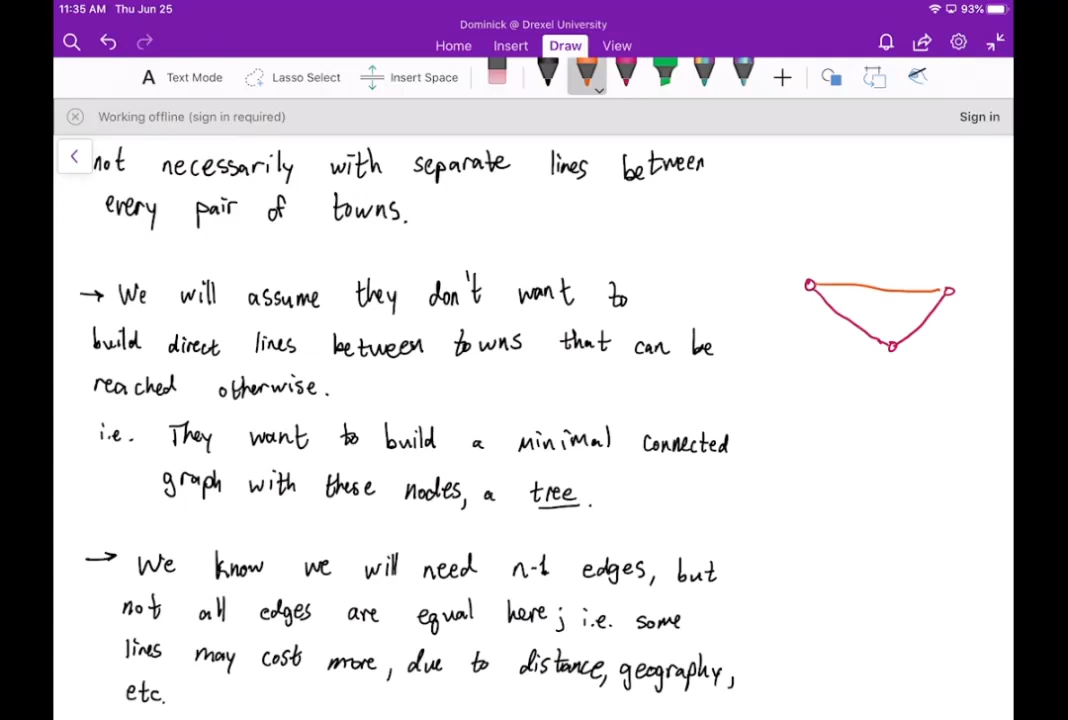 11:35 AM Thu Jun 25
93%
Dominick @ Drexel University
Home Insert Draw View
Text Mode Lasso Select Insert Space
Working offline (sign in required) Sign in
not necessarily with separate lines between
every pair of towns.
→ We will assume they don't want to
build direct lines between towns that can be
reached otherwise.
i.e. They want to build a minimal connected
graph with these nodes, a tree.
→ We know we will need n-1 edges, but
not all edges are equal here; i.e. some
lines may cost more, due to distance, geography,
etc.